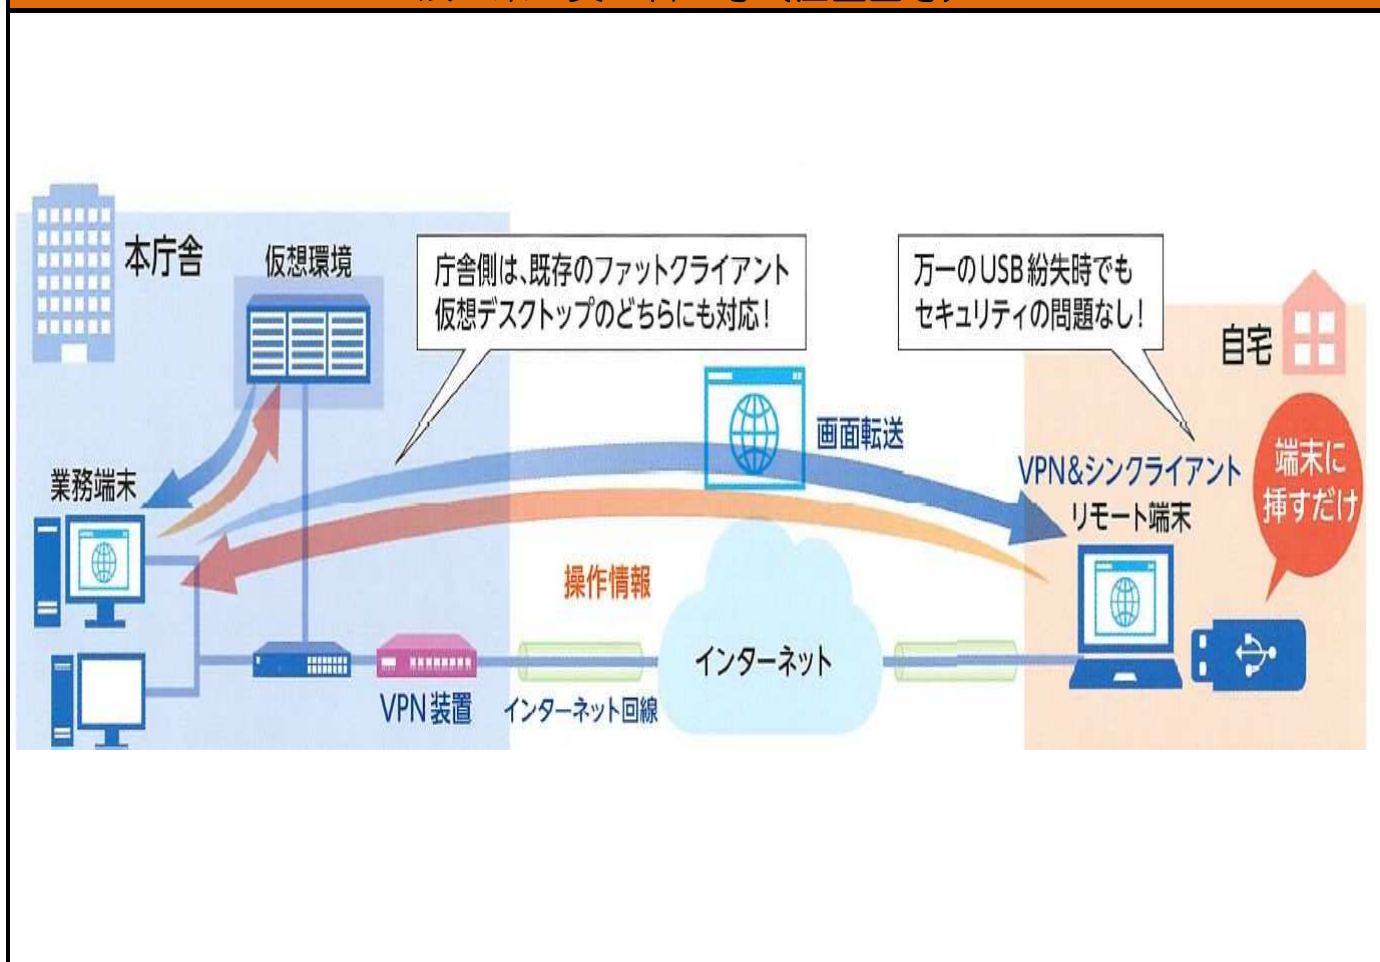 本庁舎
仮想環境
庁舎側は、既存のファットクライアント
仮想デスクトップのどちらにも対応!
万一のUSB紛失時でも
セキュリティの問題なし!
自宅
画面転送
端末に
挿すだけ
VPN&シンクライアント
リモート端末
業務端末
操作情報
インターネット
VPN装置
インターネット回線